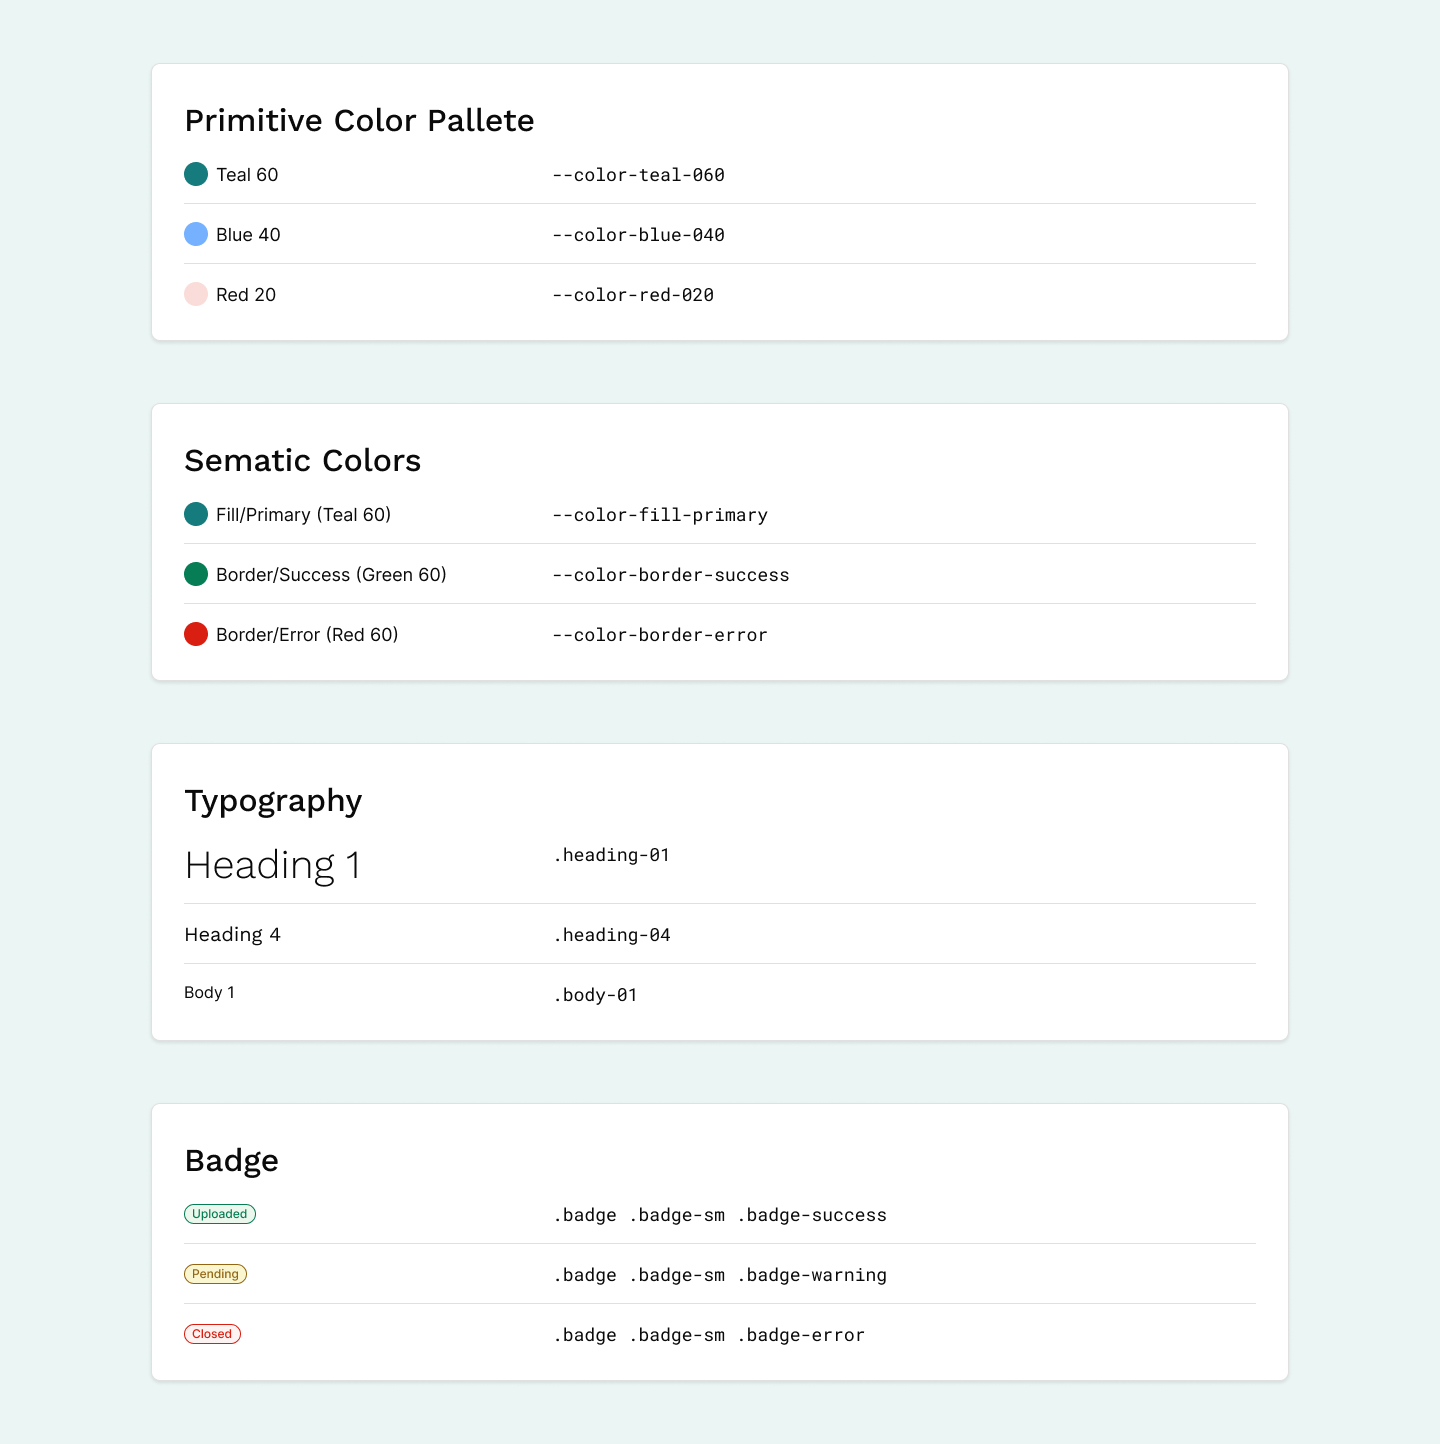 Primitive Color Pallete
Teal 60 --color-teal-060
Blue 40 --color-blue-040
Red 20 --color-red-020
Sematic Colors
Fill/Primary (Teal 60) --color-fill-primary
Border/Success (Green 60) --color-border-success
Border/Error (Red 60) --color-border-error
Typography
Heading 1 .heading-01
Heading 4 .heading-04
Body 1 .body-01
Badge
Uploaded .badge .badge-sm .badge-success
Pending .badge .badge-sm .badge-warning
Closed .badge .badge-sm .badge-error